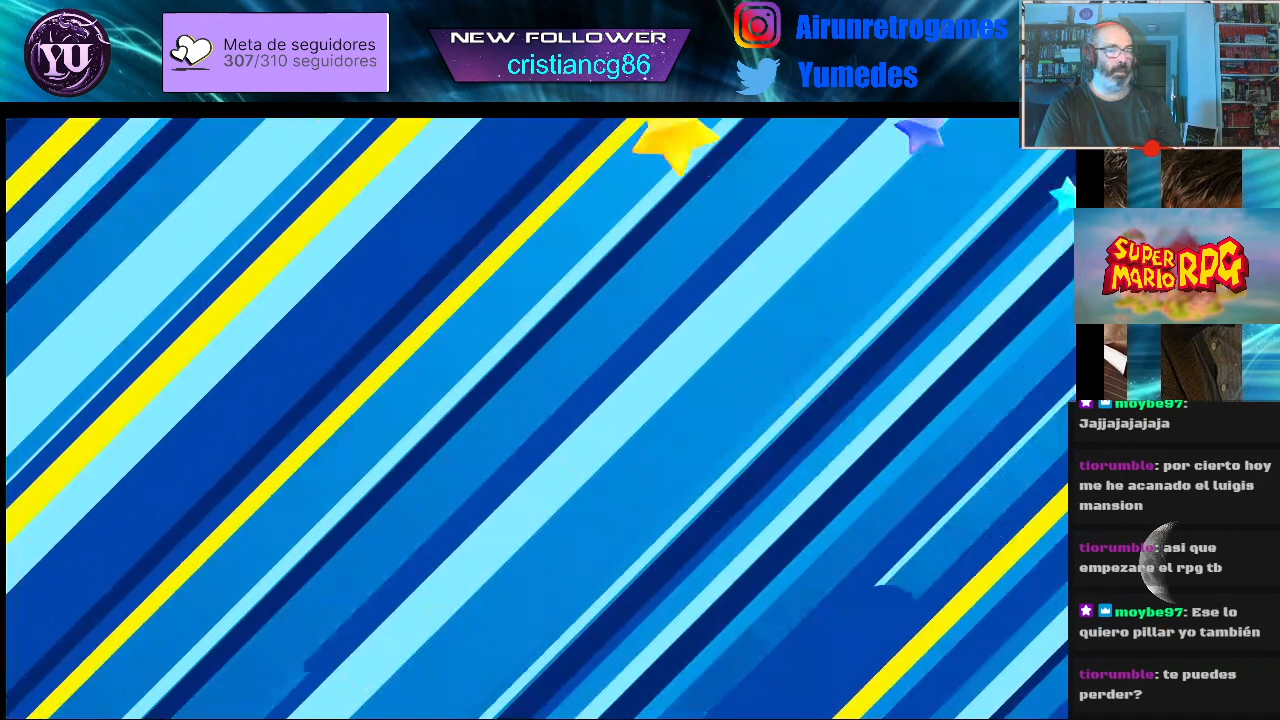 YU
Meta de seguidores
307/310 seguidores
NEW FOLLOWER
cristiancg86
Airunretrogames
Yumedes
SUPER
MARIO RPG
moybe97:
Jajjajajajaja
tiorumble: por cierto hoy
me he acanado el luigis
mansion
tiorumble: asi que
empezare el rpg tb
moybe97: Ese lo
quiero pillar yo también
tiorumble: te puedes
perder?